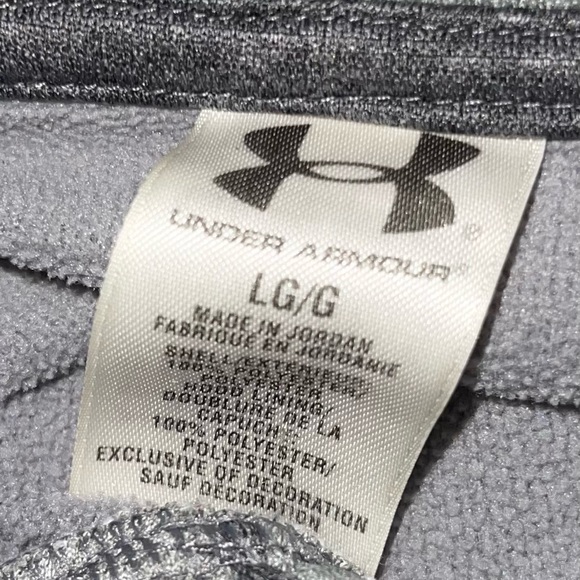 UNDER ARMOUR®
LG/G
MADE IN JORDAN
FABRIQUE EN JORDANIE
SHELL/EXTERIEUR:
100% POLYESTER/
HOOD LINING/
DOUBLURE DE LA
CAPUCHE:
100% POLYESTER/
POLYESTER
EXCLUSIVE OF DECORATION
SAUF DECORATION